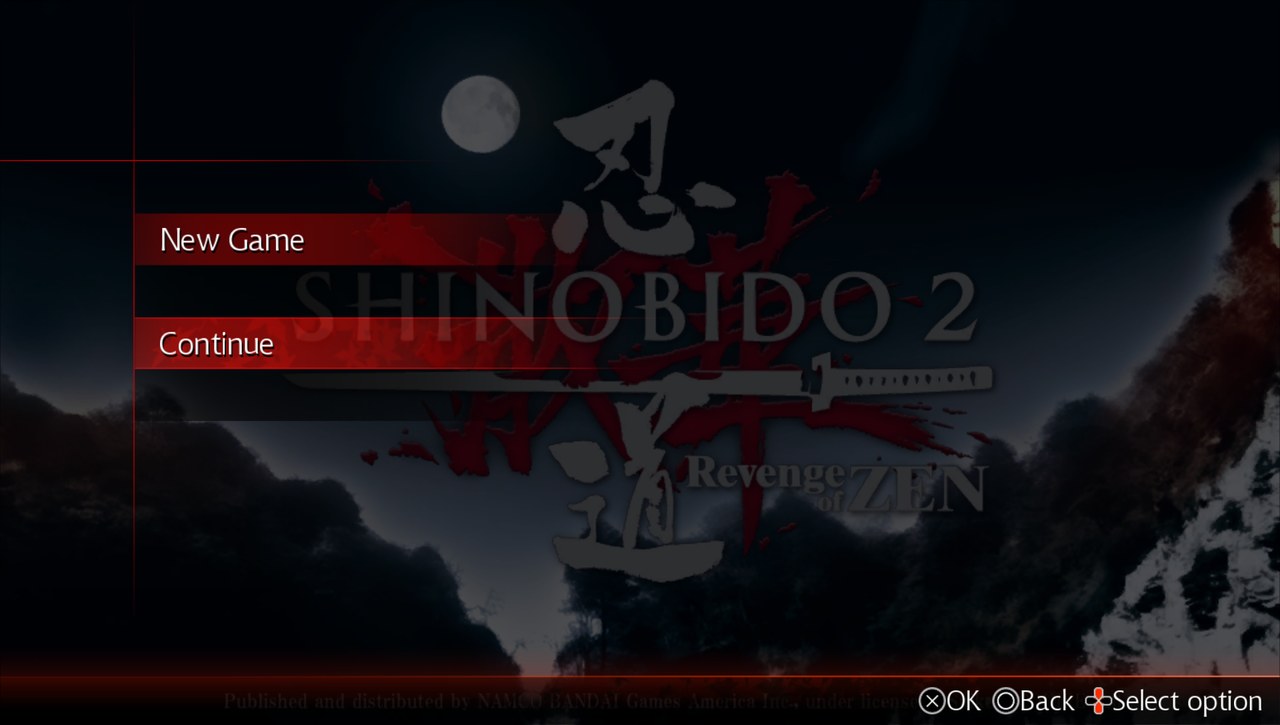 New Game
Continue
忍
SHINOBIDO 2
道
Revenge
of ZEN
Published and distributed by NAMCO BANDAI Games America Inc., under
OK Back Select option